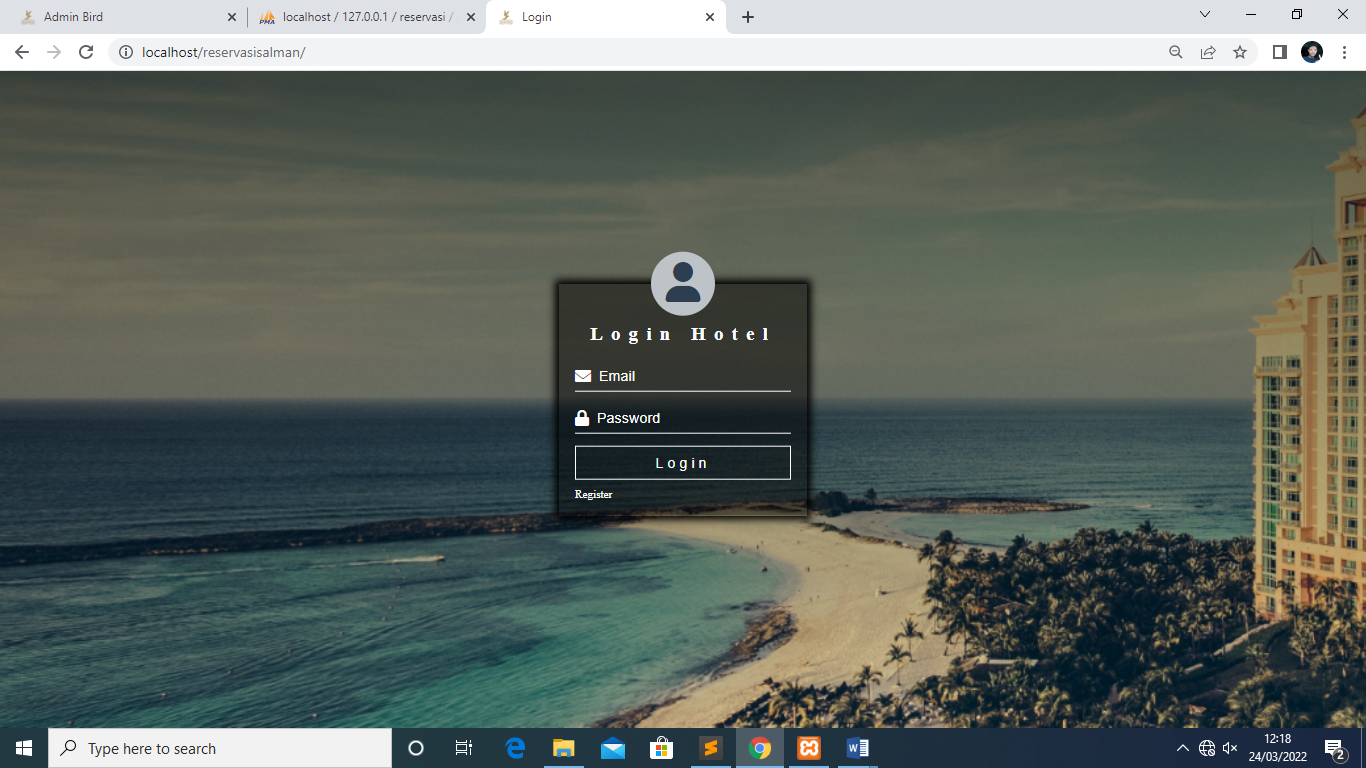 Admin Bird
localhost / 127.0.0.1 / reservasi /
Login
localhost/reservasisalman/
Login Hotel
Email
Password
Login
Register
Type here to search
12:18
24/03/2022
2